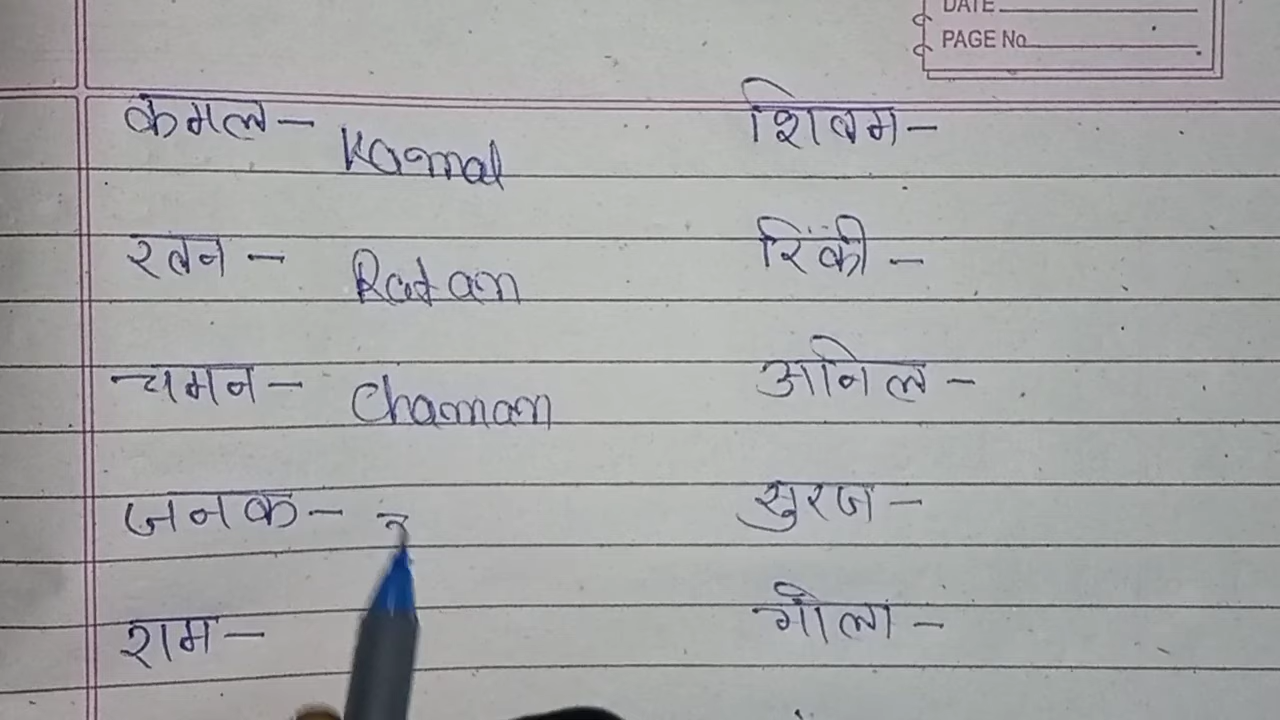 DATE
PAGE No
कमल - Kamal
रतन - Ratan
चमन - Chaman
जनक -
राम -
शिवम -
रिंकी -
अनिल -
सुरज -
गोला -